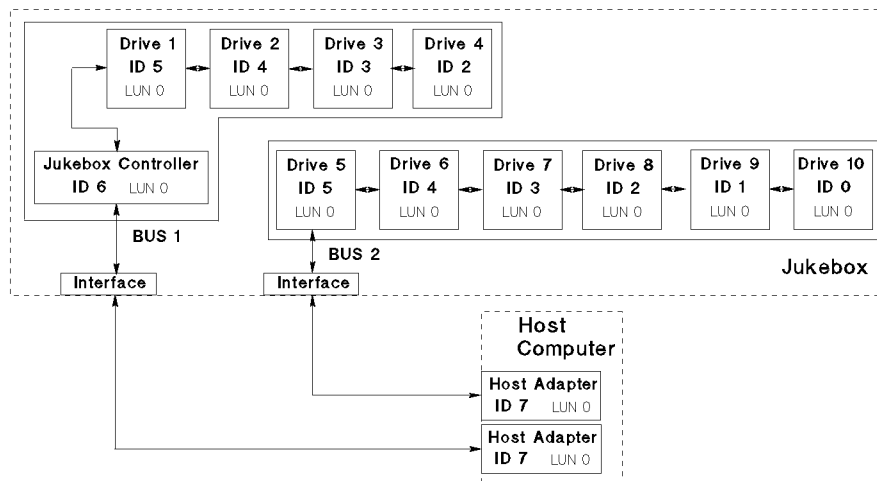 Drive 1
ID 5
LUN 0
Drive 2
ID 4
LUN 0
Drive 3
ID 3
LUN 0
Drive 4
ID 2
LUN 0
Jukebox Controller
ID 6 LUN 0
BUS 1
Drive 5
ID 5
LUN 0
Drive 6
ID 4
LUN 0
Drive 7
ID 3
LUN 0
Drive 8
ID 2
LUN 0
Drive 9
ID 1
LUN 0
Drive 10
ID 0
LUN 0
BUS 2
Jukebox
Interface
Interface
Host
Computer
Host Adapter
ID 7 LUN 0
Host Adapter
ID 7 LUN 0